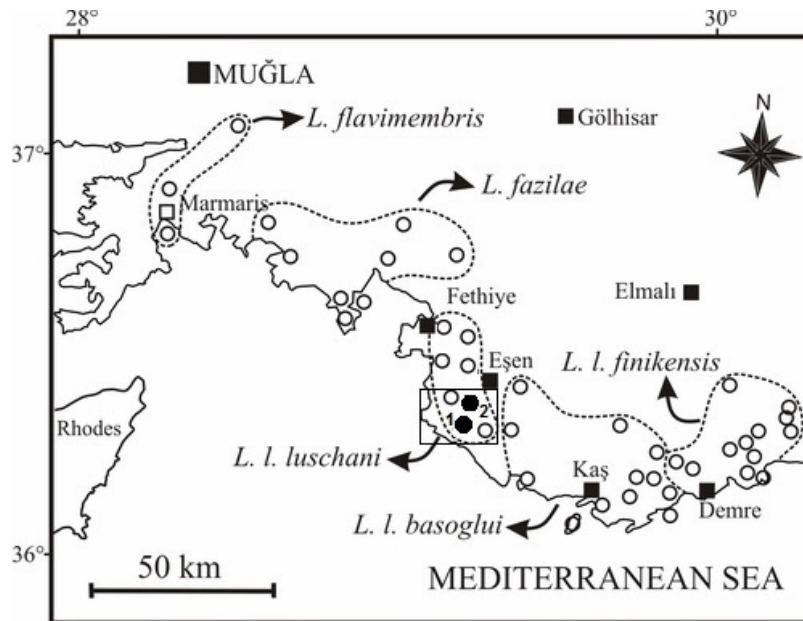 28° 30°
MUĞLA
L. flavimembris
Gölhisar
N
37°
L. fazilae
Marmaris
Elmalı
Fethiye
Eşen
L. l. finikensis
2
1
Rhodes
L. l. luschani
Kaş
Demre
L. l. basoglui
36°
50 km
MEDITERRANEAN SEA